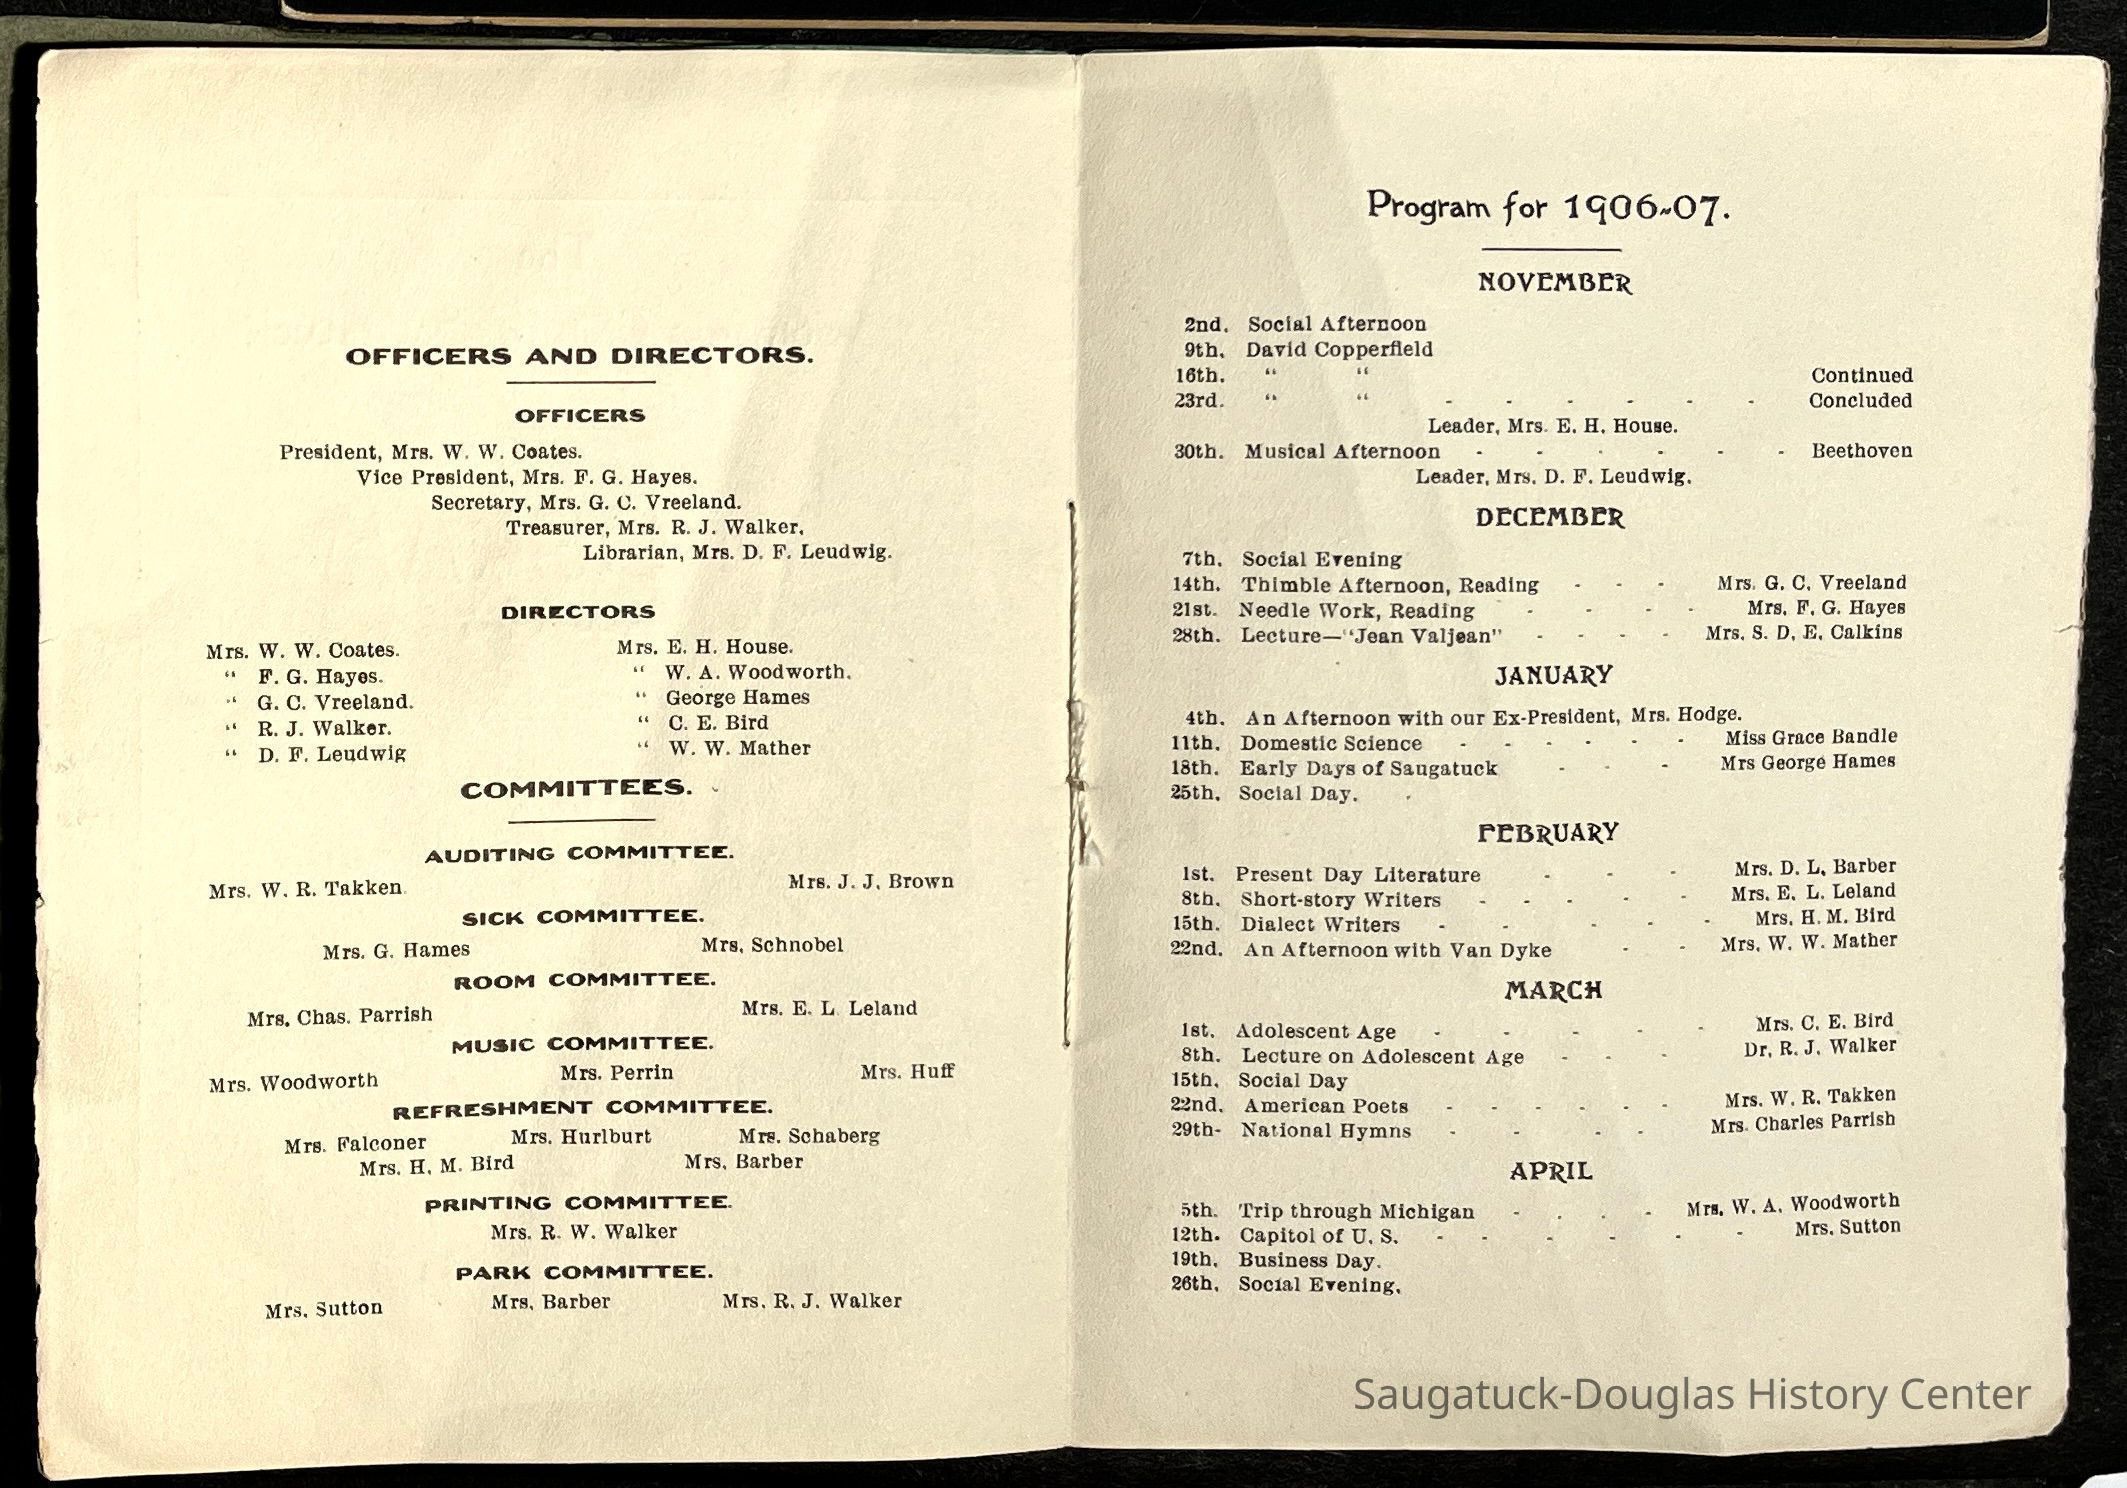 OFFICERS AND DIRECTORS.
OFFICERS
President, Mrs. W. W. Coates.
Vice President, Mrs. F. G. Hayes.
Secretary, Mrs. G. C. Vreeland.
Treasurer, Mrs. R. J. Walker.
Librarian, Mrs. D. F. Leudwig.
DIRECTORS
Mrs. W. W. Coates. Mrs. E. H. House.
“ F. G. Hayes. “ W. A. Woodworth.
“ G. C. Vreeland. “ George Hames
“ R. J. Walker. “ C. E. Bird
“ D. F. Leudwig “ W. W. Mather
COMMITTEES.
AUDITING COMMITTEE.
Mrs. W. R. Takken. Mrs. J. J. Brown
SICK COMMITTEE.
Mrs. G. Hames Mrs. Schnobel
ROOM COMMITTEE.
Mrs. Chas. Parrish Mrs. E. L. Leland
MUSIC COMMITTEE.
Mrs. Woodworth Mrs. Perrin Mrs. Huff
REFRESHMENT COMMITTEE.
Mrs. Falconer Mrs. Hurlburt Mrs. Schaberg
Mrs. H. M. Bird Mrs. Barber
PRINTING COMMITTEE.
Mrs. R. W. Walker
PARK COMMITTEE.
Mrs. Sutton Mrs. Barber Mrs. R. J. Walker
Program for 1906-07.
NOVEMBER
2nd. Social Afternoon
9th. David Copperfield
16th. “ “ Continued
23rd. “ “ - - - - - - Concluded
Leader, Mrs. E. H. House.
30th. Musical Afternoon - - - - - - Beethoven
Leader, Mrs. D. F. Leudwig.
DECEMBER
7th. Social Evening
14th. Thimble Afternoon, Reading - - - Mrs. G. C. Vreeland
21st. Needle Work, Reading - - - - Mrs. F. G. Hayes
28th. Lecture—"Jean Valjean" - - - - Mrs. S. D. E. Calkins
JANUARY
4th. An Afternoon with our Ex-President, Mrs. Hodge.
11th. Domestic Science - - - - - - Miss Grace Bandle
18th. Early Days of Saugatuck - - - Mrs George Hames
25th. Social Day.
FEBRUARY
1st. Present Day Literature - - - Mrs. D. L. Barber
8th. Short-story Writers - - - - - Mrs. E. L. Leland
15th. Dialect Writers - - - - - Mrs. H. M. Bird
22nd. An Afternoon with Van Dyke - - Mrs. W. W. Mather
MARCH
1st. Adolescent Age - - - - - Mrs. C. E. Bird
8th. Lecture on Adolescent Age - - - Dr. R. J. Walker
15th. Social Day
22nd. American Poets - - - - - - Mrs. W. R. Takken
29th- National Hymns - - - - Mrs. Charles Parrish
APRIL
5th. Trip through Michigan - - - - Mrs. W. A. Woodworth
12th. Capitol of U. S. - - - - - - Mrs. Sutton
19th. Business Day.
26th. Social Evening.
Saugatuck-Douglas History Center